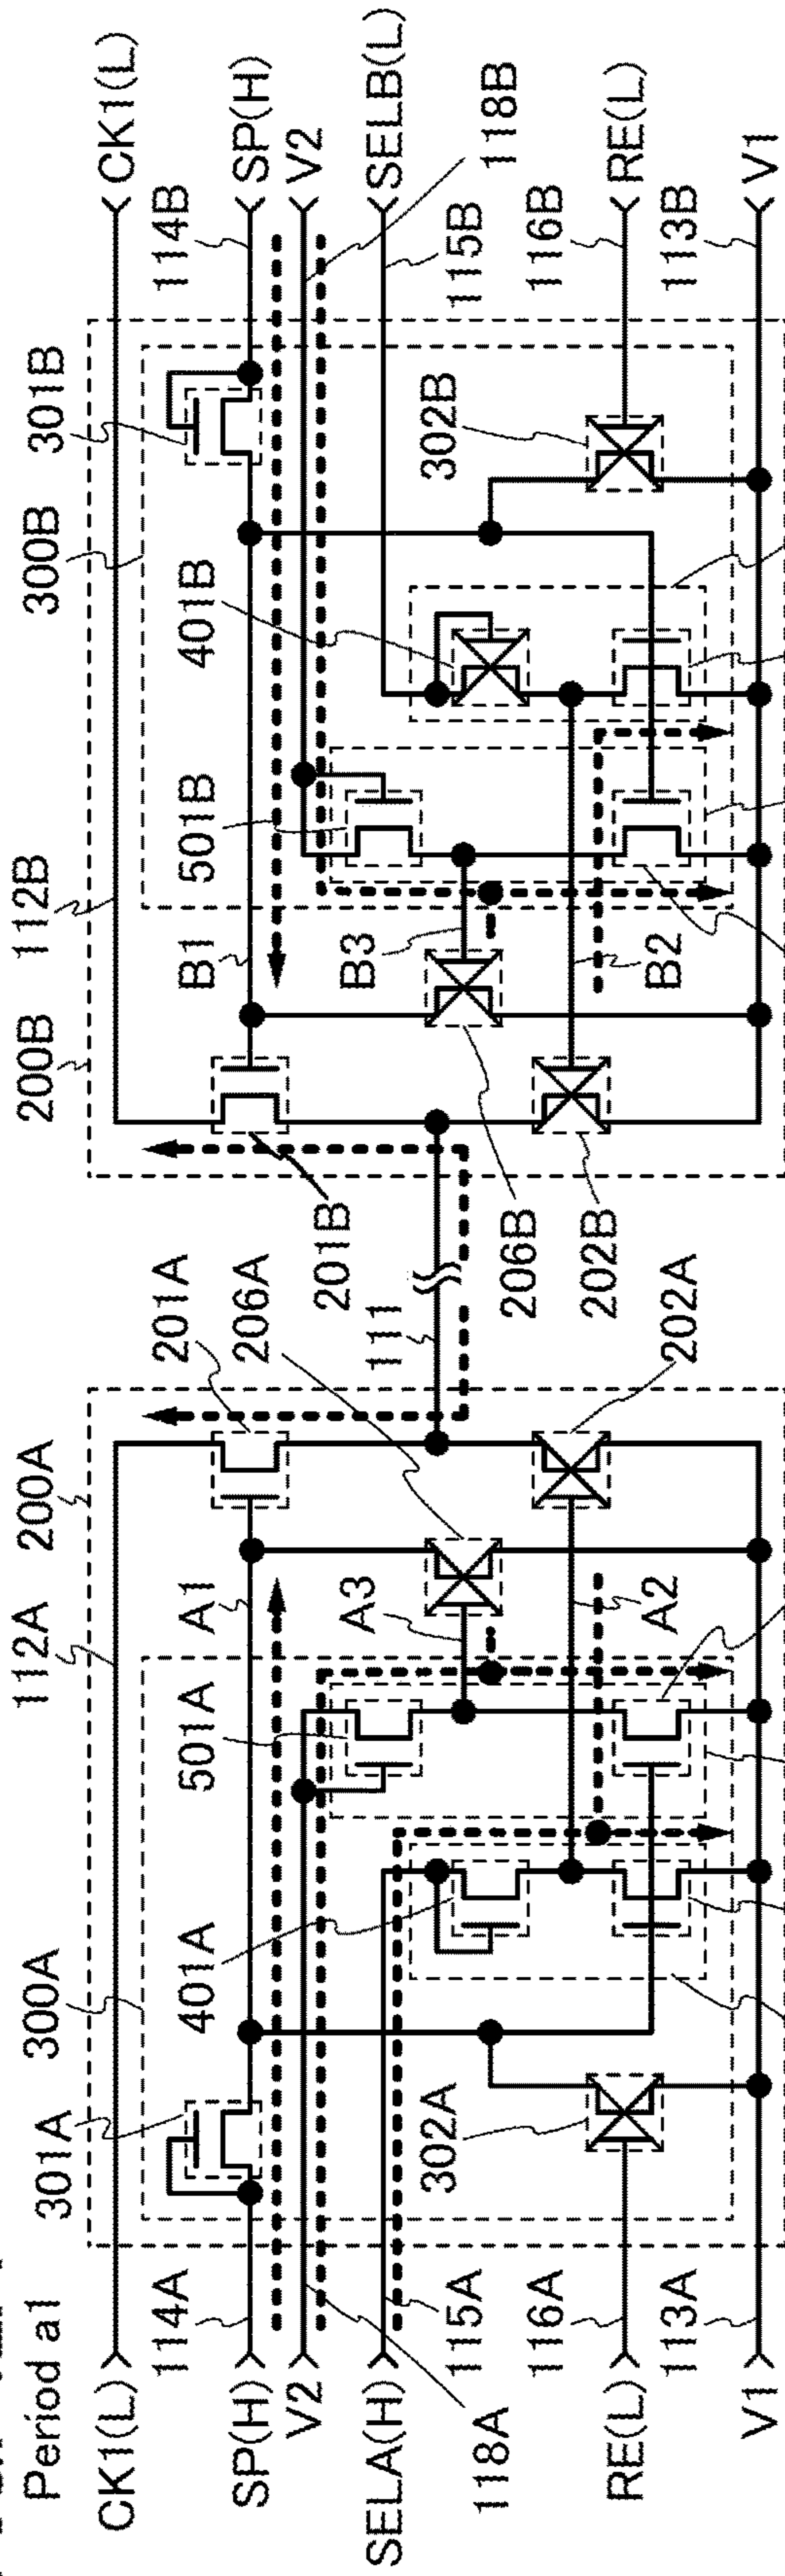 Period a1
CK1(L)
112A
200A
200B
112B
CK1(L)
300A
301A
201A
300B
301B
114A
SP(H)
A1
B1
114B
SP(H)
V2
118A
401A
501A
206A
201B
501B
401B
V2
118B
SELA(H)
115A
A3
111
B3
SELB(L)
115B
302A
206B
302B
RE(L)
116A
A2
202A
202B
B2
116B
RE(L)
V1
113A
113B
V1